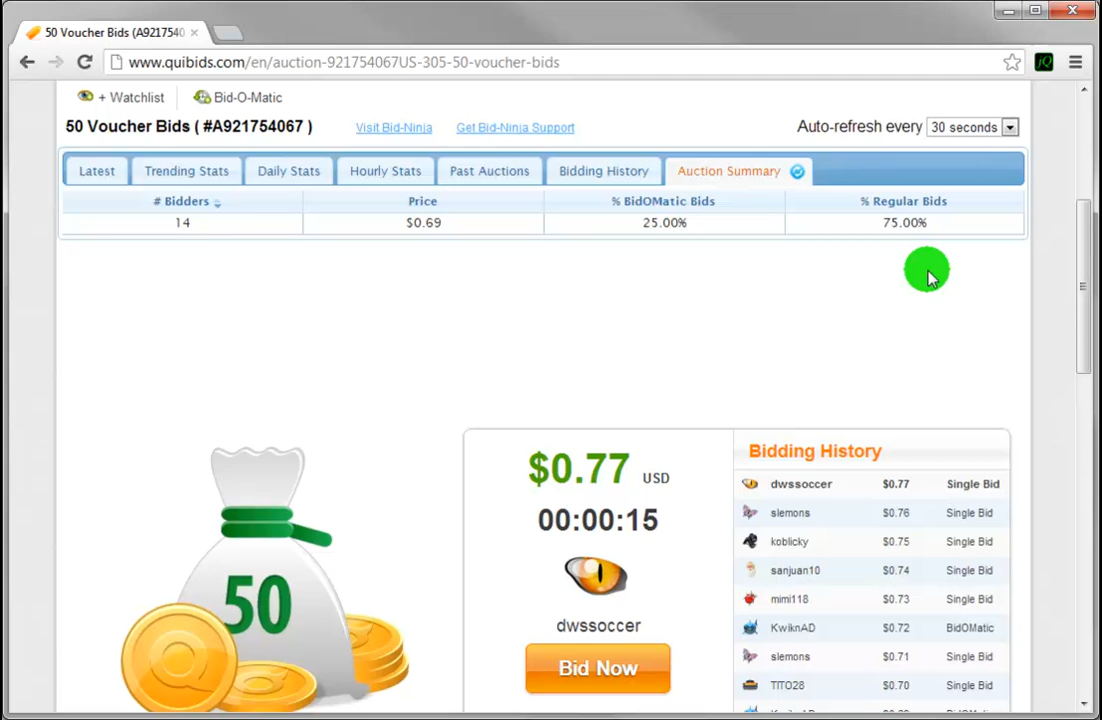 50 Voucher Bids (A9217540
www.quibids.com/en/auction-921754067US-305-50-voucher-bids
+ Watchlist
Bid-O-Matic
50 Voucher Bids ( #A921754067 )
Visit Bid-Ninja
Get Bid-Ninja Support
Auto-refresh every 30 seconds
Latest
Trending Stats
Daily Stats
Hourly Stats
Past Auctions
Bidding History
Auction Summary
# Bidders Price % BidOMatic Bids % Regular Bids
14 $0.69 25.00% 75.00%
50
$0.77 USD
00:00:15
dwssoccer
Bid Now
Bidding History
dwssoccer $0.77 Single Bid
slemons $0.76 Single Bid
koblicky $0.75 Single Bid
sanjuan10 $0.74 Single Bid
mimi118 $0.73 Single Bid
KwiknAD $0.72 BidOMatic
slemons $0.71 Single Bid
TITO28 $0.70 Single Bid